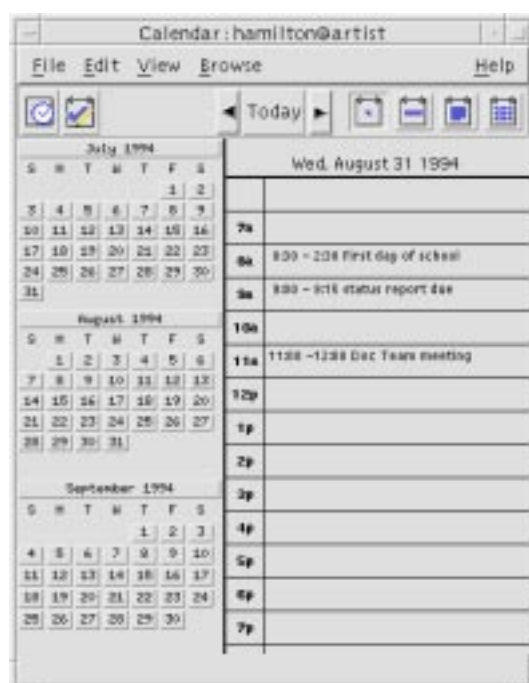 Calendar : hamilton@artist
File Edit View Browse Help
Today
July 1994
S M T W T F S
1 2
3 4 5 6 7 8 9
10 11 12 13 14 15 16
17 18 19 20 21 22 23
24 25 26 27 28 29 30
31
August 1994
S M T W T F S
1 2 3 4 5 6
7 8 9 10 11 12 13
14 15 16 17 18 19 20
21 22 23 24 25 26 27
28 29 30 31
September 1994
S M T W T F S
1 2 3
4 5 6 7 8 9 10
11 12 13 14 15 16 17
18 19 20 21 22 23 24
25 26 27 28 29 30
Wed, August 31 1994
7a
8a First day of school
9a status report due
10a
11a Team meeting
12p
1p
2p
3p
4p
5p
6p
7p